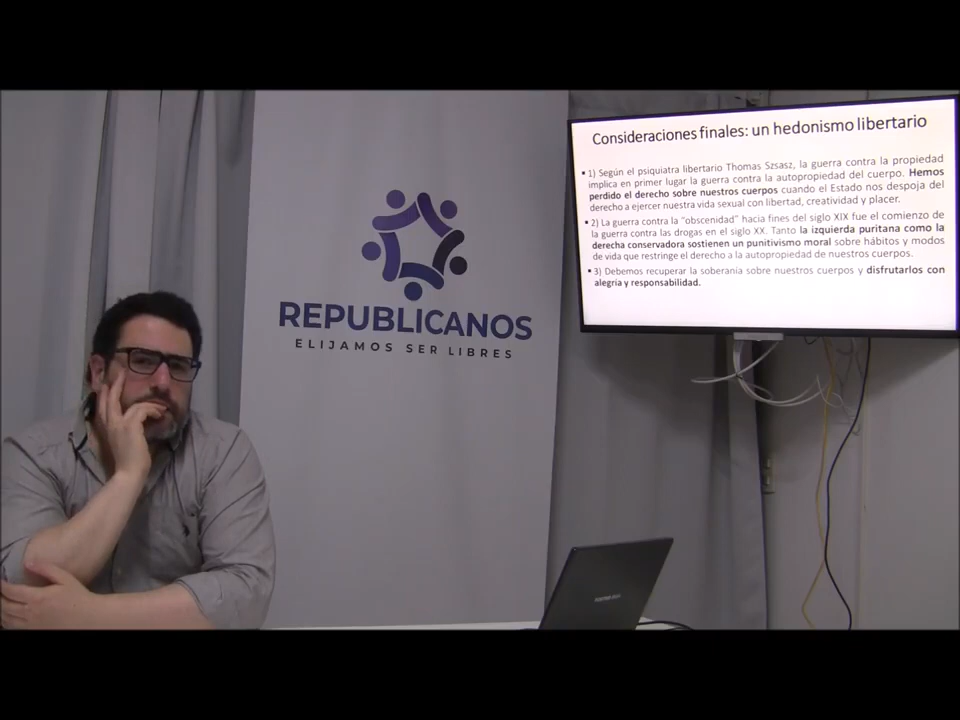 REPUBLICANOS
ELIJAMOS SER LIBRES
Consideraciones finales: un hedonismo libertario
▪ 1) Según el psiquiatra libertario Thomas Szsasz, la guerra contra la propiedad
implica en primer lugar la guerra contra la autopropiedad del cuerpo. Hemos
perdido el derecho sobre nuestros cuerpos cuando el Estado nos despoja del
derecho a ejercer nuestra vida sexual con libertad, creatividad y placer.
▪ 2) La guerra contra la "obscenidad" hacia fines del siglo XIX fue el comienzo de
la guerra contra las drogas en el siglo XX. Tanto la izquierda puritana como la
derecha conservadora sostienen un punitivismo moral sobre hábitos y modos
de vida que restringe el derecho a la autopropiedad de nuestros cuerpos.
▪ 3) Debemos recuperar la soberanía sobre nuestros cuerpos y disfrutarlos con
alegria y responsabilidad.